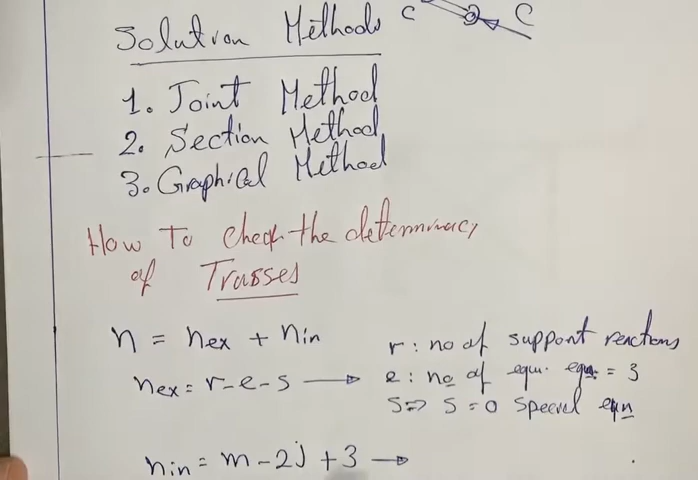 C C
Solution Methods
1. Joint Method
2. Section Method
3. Graphical Method
How To check the determinacy
of Trusses
n = nex + nin
r : no of support reactions
nex = r - e - s →
e : no of equi. eqs. = 3
s => s = 0 special eqn
nin = m - 2j + 3 →